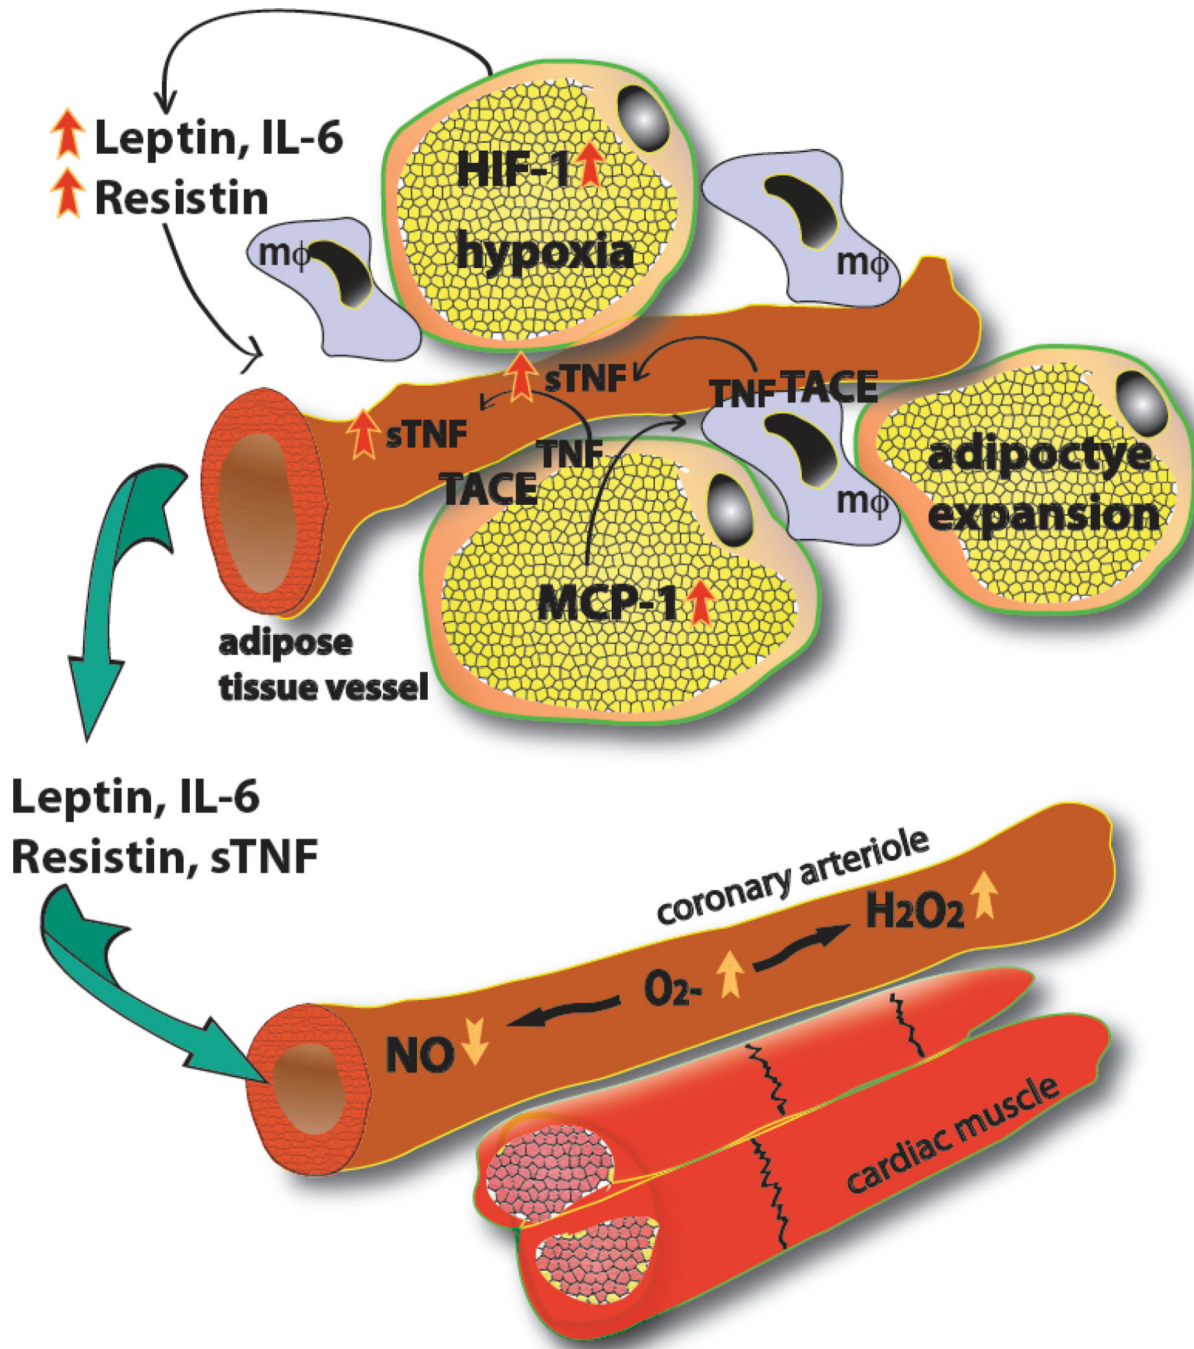 Leptin, IL-6
Resistin
HIF-1
hypoxia
mϕ
mϕ
sTNF
TNF TACE
sTNF
TNF
TACE
adipoctye
expansion
mϕ
MCP-1
adipose
tissue vessel
Leptin, IL-6
Resistin, sTNF
coronary arteriole
H2O2
O2-
NO
cardiac muscle